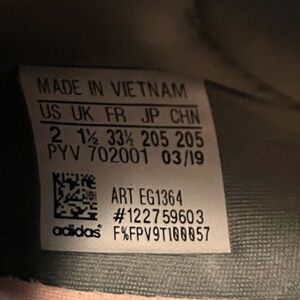 MADE IN VIETNAM
US UK FR JP CHN
2 1½ 33½ 205 205
PYV 702001 03/19
ART EG1364
#122759603
adidas F%FPV9T100057